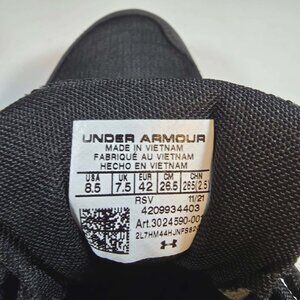 UNDER ARMOUR
MADE IN VIETNAM
FABRIQUÉ AU VIETNAM
HECHO EN VIETNAM
USA UK EUR CM CHN
8.5 7.5 42 26.5 265/2.5
RSV 11/21
4209934403
Art.3024590-001